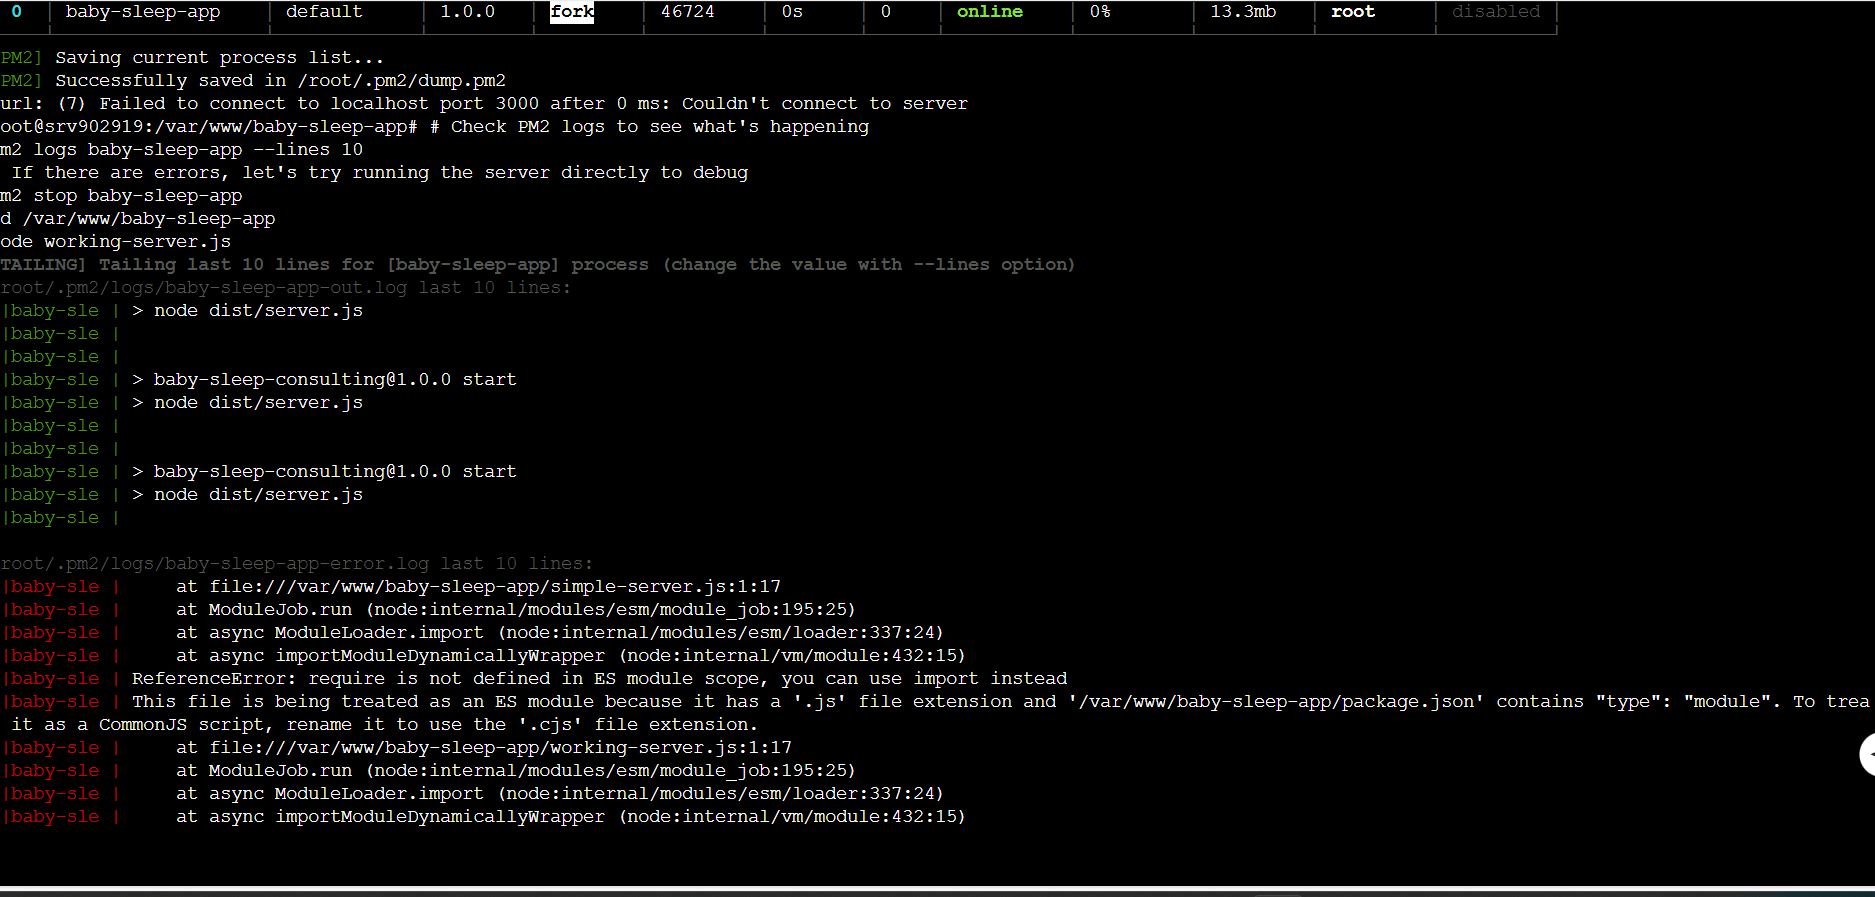 0 │ baby-sleep-app │ default │ 1.0.0 │ fork │ 46724 │ 0s │ 0 │ online │ 0% │ 13.3mb │ root │ disabled │
PM2] Saving current process list...
PM2] Successfully saved in /root/.pm2/dump.pm2
url: (7) Failed to connect to localhost port 3000 after 0 ms: Couldn't connect to server
oot@srv902919:/var/www/baby-sleep-app# # Check PM2 logs to see what's happening
m2 logs baby-sleep-app --lines 10
 If there are errors, let's try running the server directly to debug
m2 stop baby-sleep-app
d /var/www/baby-sleep-app
ode working-server.js
TAILING] Tailing last 10 lines for [baby-sleep-app] process (change the value with --lines option)
root/.pm2/logs/baby-sleep-app-out.log last 10 lines:
|baby-sle | > node dist/server.js
|baby-sle |
|baby-sle |
|baby-sle | > baby-sleep-consulting@1.0.0 start
|baby-sle | > node dist/server.js
|baby-sle |
|baby-sle |
|baby-sle | > baby-sleep-consulting@1.0.0 start
|baby-sle | > node dist/server.js
|baby-sle |
root/.pm2/logs/baby-sleep-app-error.log last 10 lines:
|baby-sle |     at file:///var/www/baby-sleep-app/simple-server.js:1:17
|baby-sle |     at ModuleJob.run (node:internal/modules/esm/module_job:195:25)
|baby-sle |     at async ModuleLoader.import (node:internal/modules/esm/loader:337:24)
|baby-sle |     at async importModuleDynamicallyWrapper (node:internal/vm/module:432:15)
|baby-sle | ReferenceError: require is not defined in ES module scope, you can use import instead
|baby-sle | This file is being treated as an ES module because it has a '.js' file extension and '/var/www/baby-sleep-app/package.json' contains "type": "module". To trea
 it as a CommonJS script, rename it to use the '.cjs' file extension.
|baby-sle |     at file:///var/www/baby-sleep-app/working-server.js:1:17
|baby-sle |     at ModuleJob.run (node:internal/modules/esm/module_job:195:25)
|baby-sle |     at async ModuleLoader.import (node:internal/modules/esm/loader:337:24)
|baby-sle |     at async importModuleDynamicallyWrapper (node:internal/vm/module:432:15)